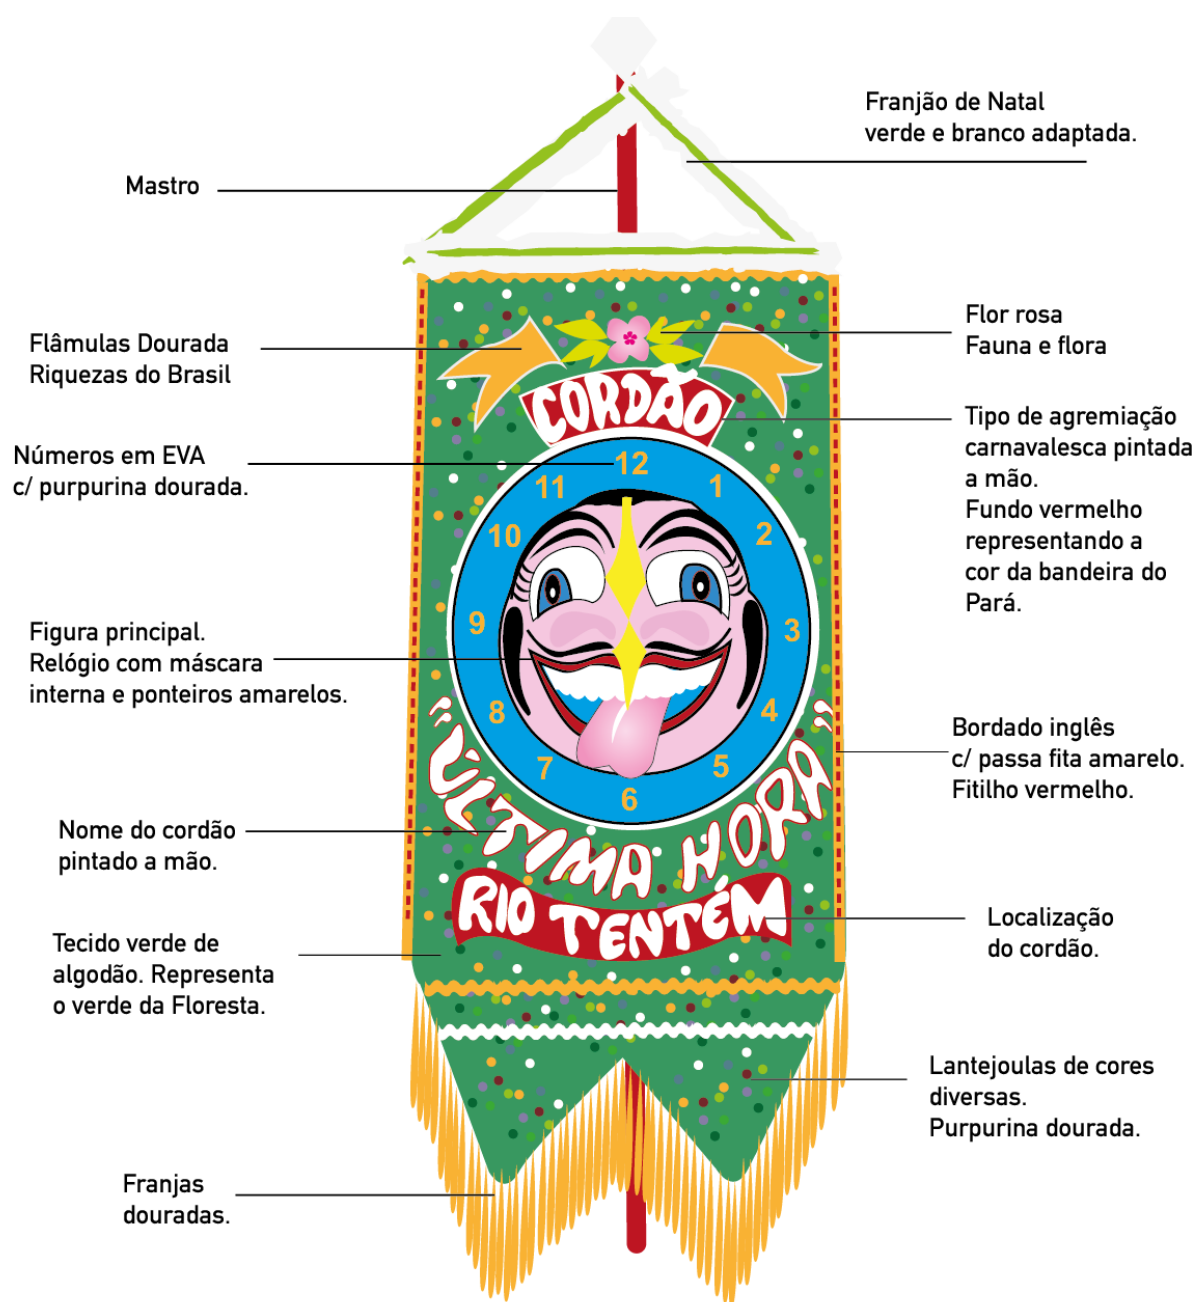 Franjão de Natal
verde e branco adaptada.
Mastro
Flor rosa
Fauna e flora
Flâmulas Dourada
Riquezas do Brasil
CORDÃO
Tipo de agremiação
carnavalesca pintada
a mão.
Fundo vermelho
representando a
cor da bandeira do
Pará.
Números em EVA
c/ purpurina dourada.
12
1
2
3
4
5
6
7
8
9
10
11
Figura principal.
Relógio com máscara
interna e ponteiros amarelos.
"ÚLTIMA HORA"
Bordado inglês
c/ passa fita amarelo.
Fitilho vermelho.
Nome do cordão
pintado a mão.
RIO TENTÉM
Localização
do cordão.
Tecido verde de
algodão. Representa
o verde da Floresta.
Lantejoulas de cores
diversas.
Purpurina dourada.
Franjas
douradas.